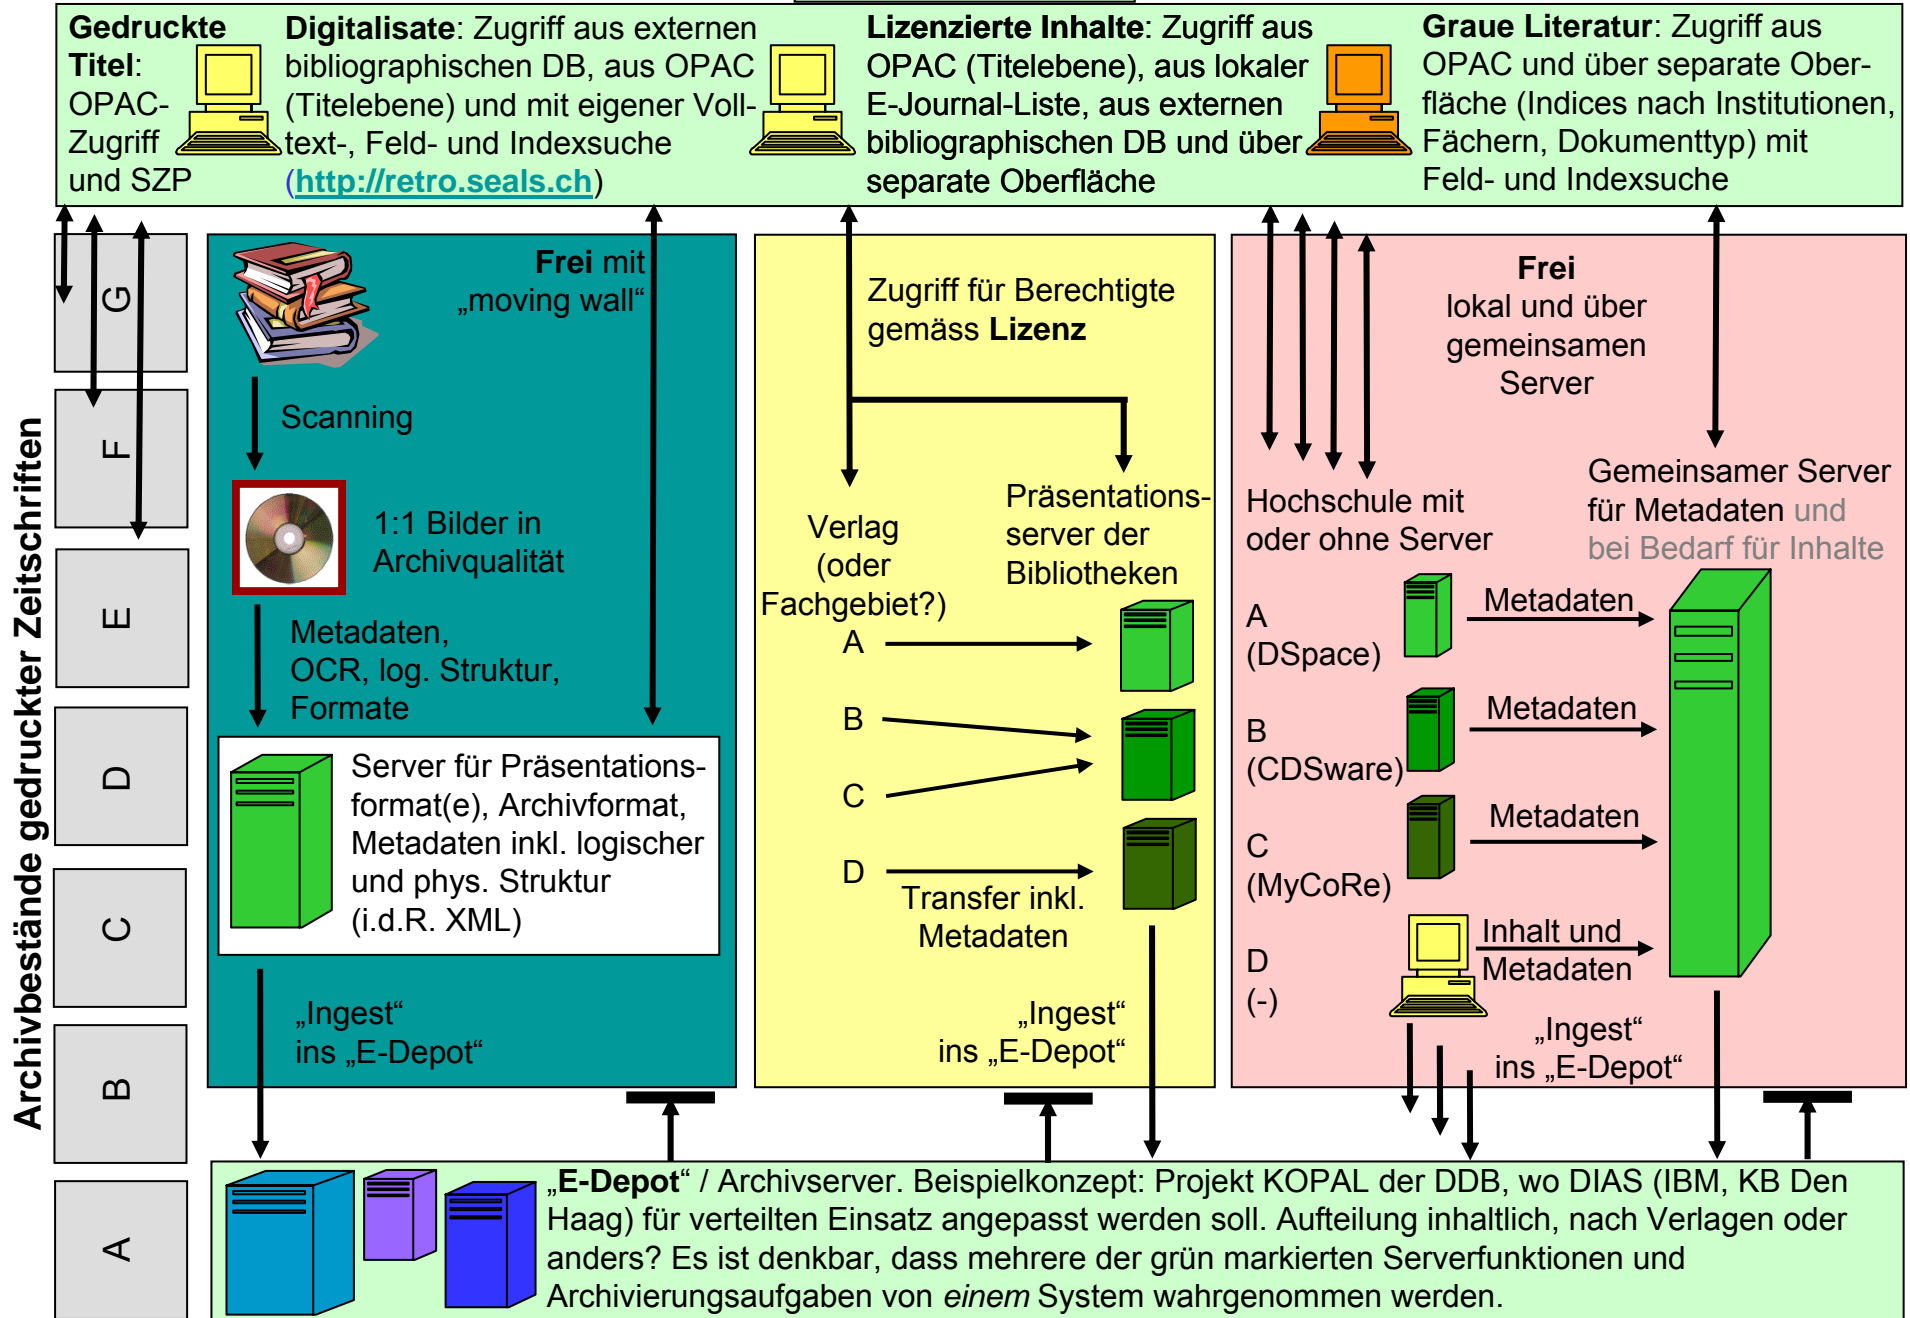 Gedruckte
Titel:
OPAC-
Zugriff
und SZP
Digitalisate: Zugriff aus externen
bibliographischen DB, aus OPAC
(Titelebene) und mit eigener Voll-
text-, Feld- und Indexsuche
(http://retro.seals.ch)
Lizenzierte Inhalte: Zugriff aus
OPAC (Titelebene), aus lokaler
E-Journal-Liste, aus externen
bibliographischen DB und über
separate Oberfläche
Graue Literatur: Zugriff aus
OPAC und über separate Ober-
fläche (Indices nach Institutionen,
Fächern, Dokumenttyp) mit
Feld- und Indexsuche
Archivbestände gedruckter Zeitschriften
G
F
E
D
C
B
A
Frei mit
„moving wall“
Scanning
1:1 Bilder in
Archivqualität
Metadaten,
OCR, log. Struktur,
Formate
Server für Präsentations-
format(e), Archivformat,
Metadaten inkl. logischer
und phys. Struktur
(i.d.R. XML)
„Ingest“
ins „E-Depot“
Zugriff für Berechtigte
gemäss Lizenz
Verlag
(oder
Fachgebiet?)
Präsentations-
server der
Bibliotheken
A
B
C
D
Transfer inkl.
Metadaten
„Ingest“
ins „E-Depot“
Frei
lokal und über
gemeinsamen
Server
Hochschule mit
oder ohne Server
Gemeinsamer Server
für Metadaten und
bei Bedarf für Inhalte
A
(DSpace)
Metadaten
B
(CDSware)
Metadaten
C
(MyCoRe)
Metadaten
D
(-)
Inhalt und
Metadaten
„Ingest“
ins „E-Depot“
„E-Depot“ / Archivserver. Beispielkonzept: Projekt KOPAL der DDB, wo DIAS (IBM, KB Den
Haag) für verteilten Einsatz angepasst werden soll. Aufteilung inhaltlich, nach Verlagen oder
anders? Es ist denkbar, dass mehrere der grün markierten Serverfunktionen und
Archivierungsaufgaben von einem System wahrgenommen werden.